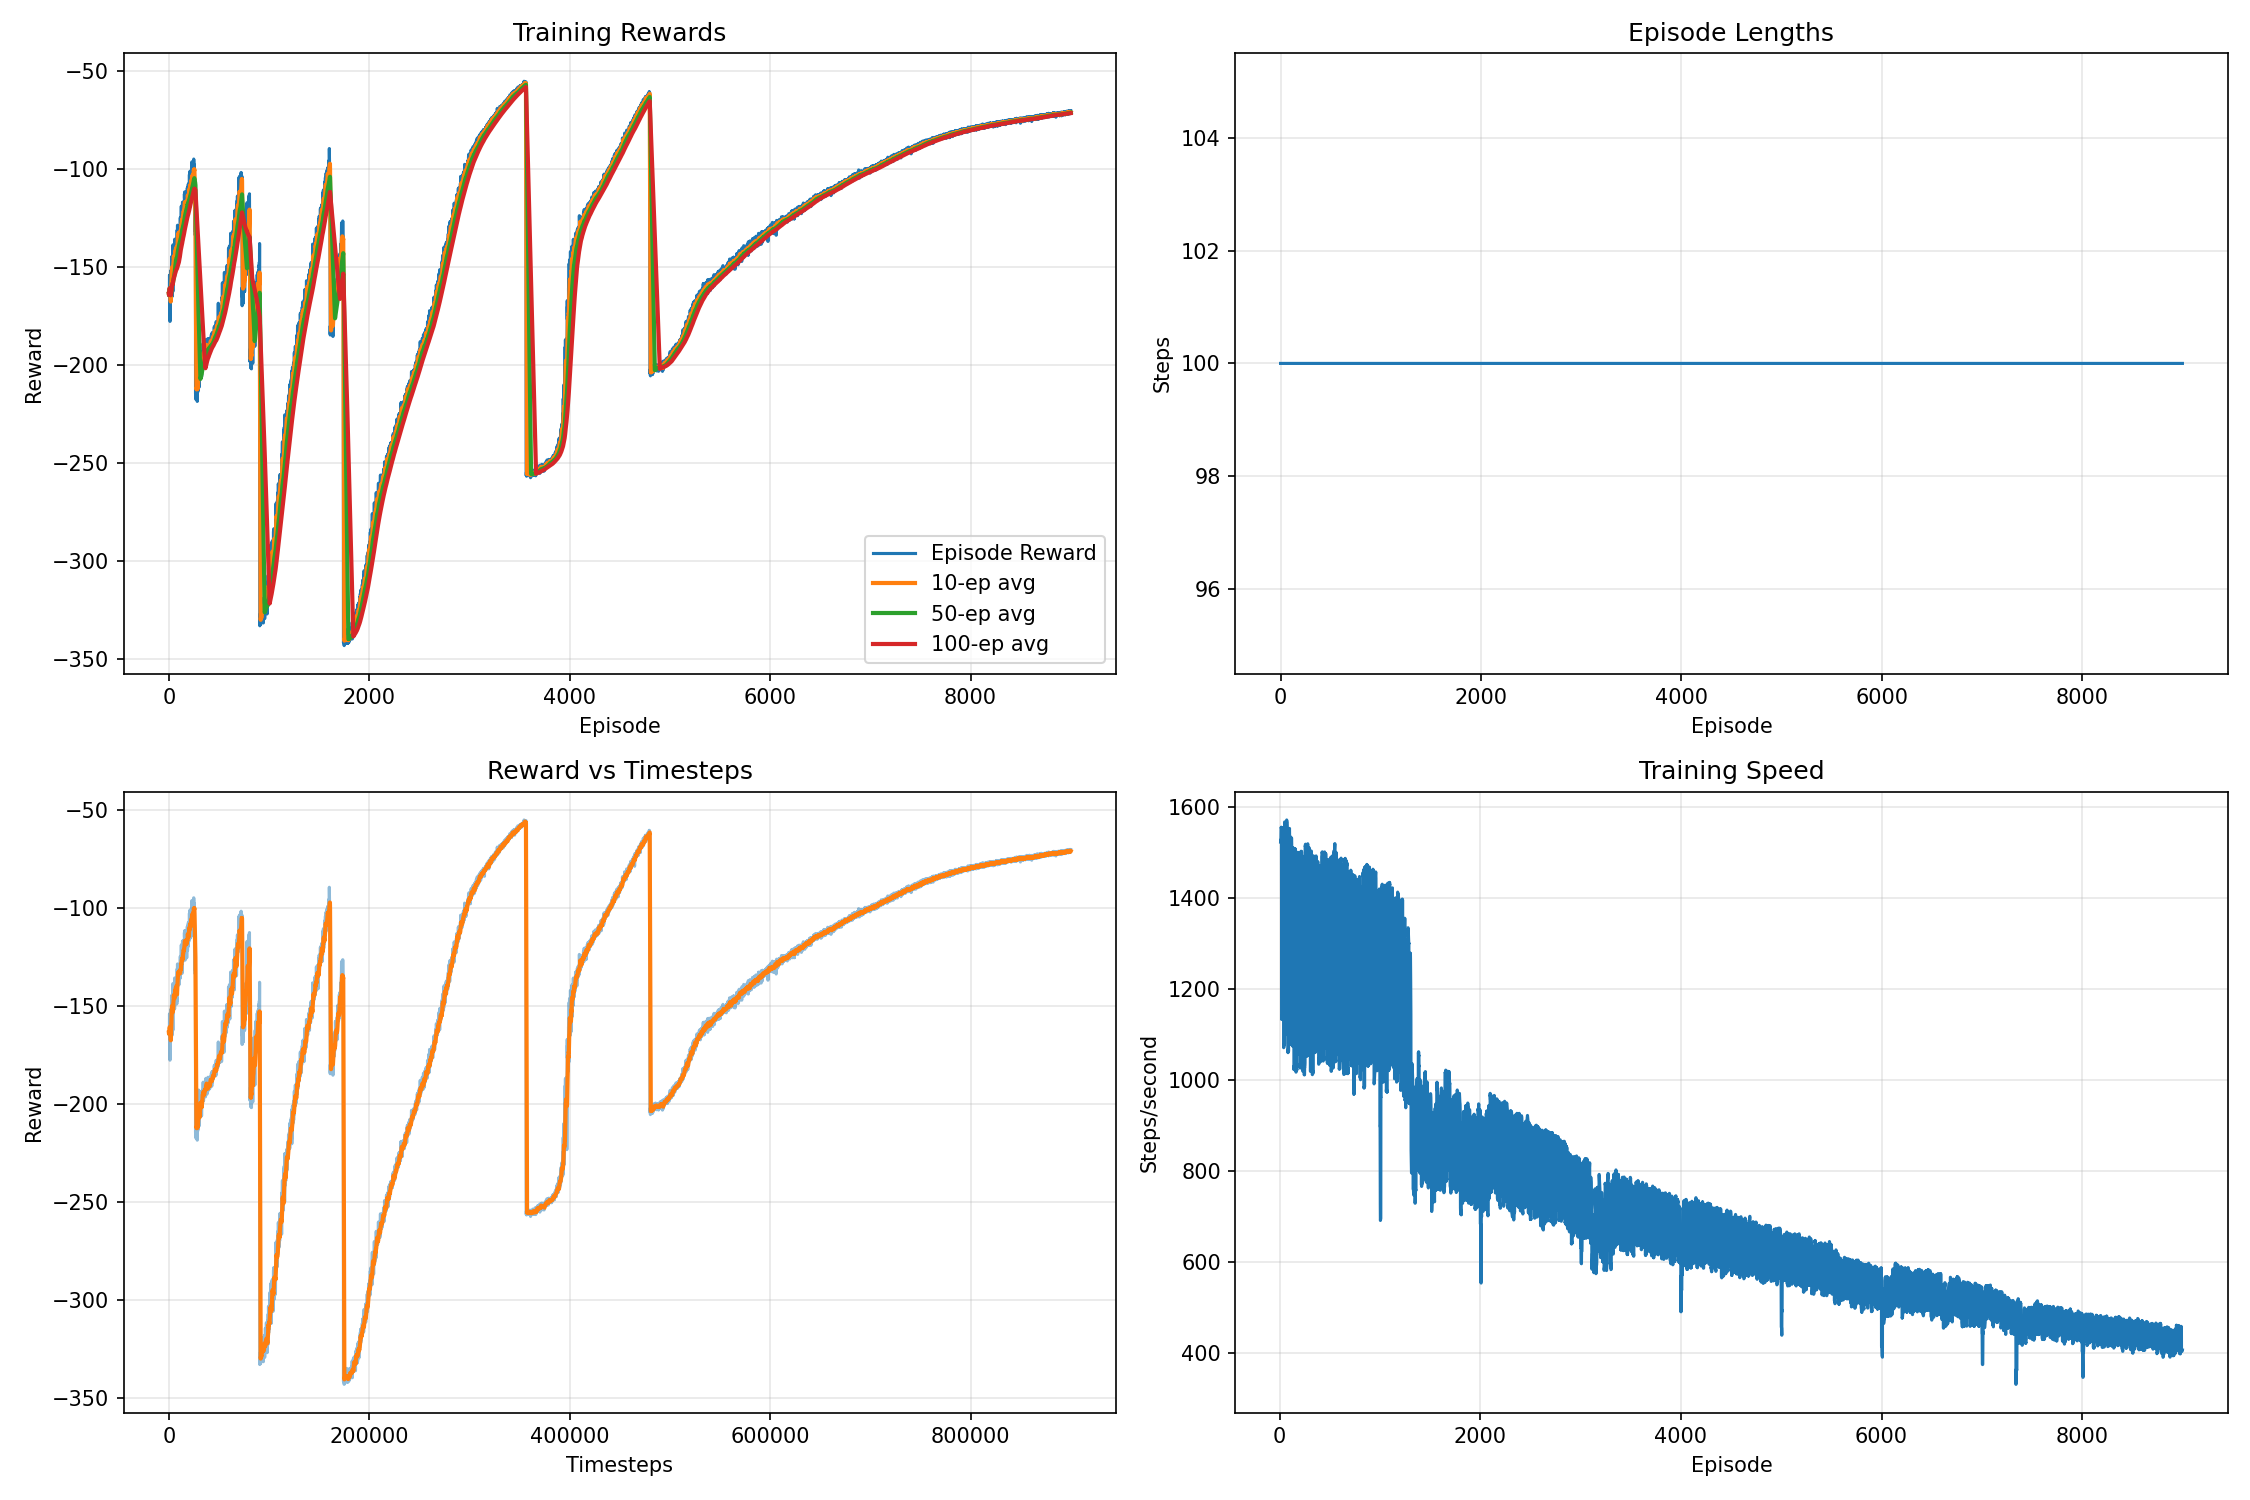 Training Rewards
Reward
−50
−100
−150
−200
−250
−300
−350
0
2000
4000
6000
8000
Episode
Episode Reward
10-ep avg
50-ep avg
100-ep avg
Episode Lengths
Steps
104
102
100
98
96
0
2000
4000
6000
8000
Episode
Reward vs Timesteps
Reward
−50
−100
−150
−200
−250
−300
−350
0
200000
400000
600000
800000
Timesteps
Training Speed
Steps/second
1600
1400
1200
1000
800
600
400
0
2000
4000
6000
8000
Episode